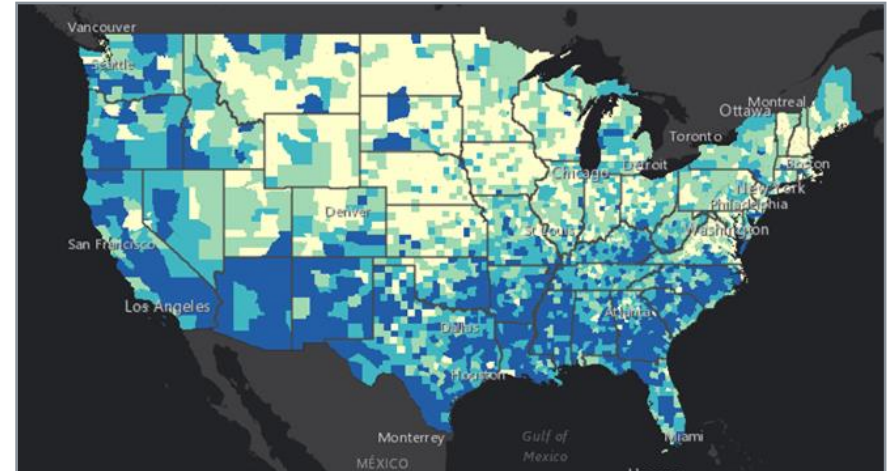 Vancouver
Seattle
Ottawa
Montreal
Toronto
Boston
Detroit
Chicago
New York
Philadelphia
Denver
St Louis
Washington
San Francisco
Los Angeles
Atlanta
Dallas
Houston
Miami
Monterrey
Gulf of
Mexico
MÉXICO